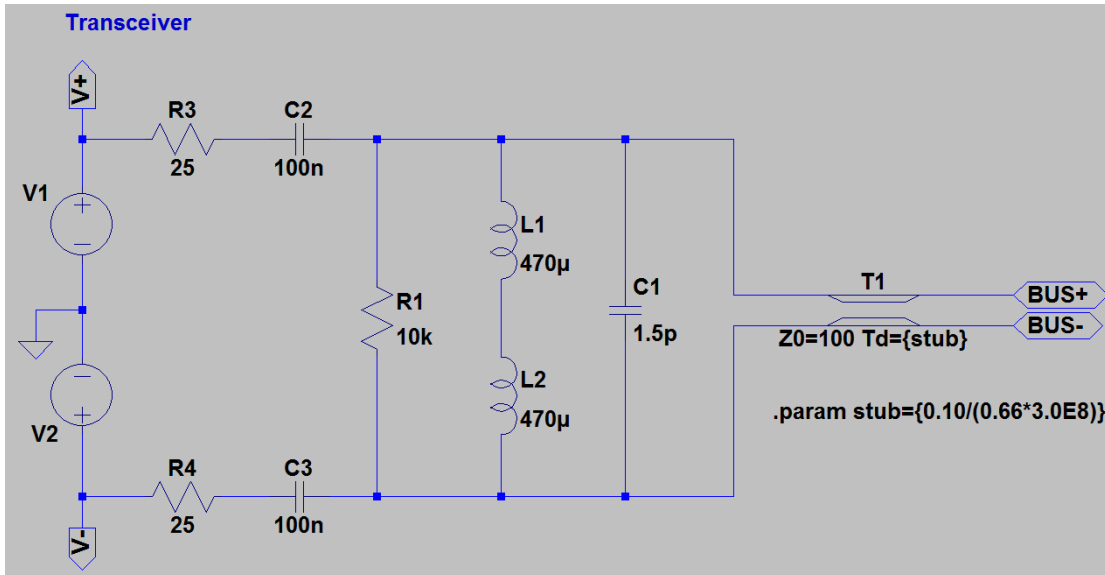 Transceiver
V+
R3
25
C2
100n
V1
+
−
R1
10k
L1
470µ
C1
1.5p
T1
BUS+
BUS-
Z0=100 Td={stub}
L2
470µ
.param stub={0.10/(0.66*3.0E8)}
−
+
V2
R4
25
C3
100n
V-